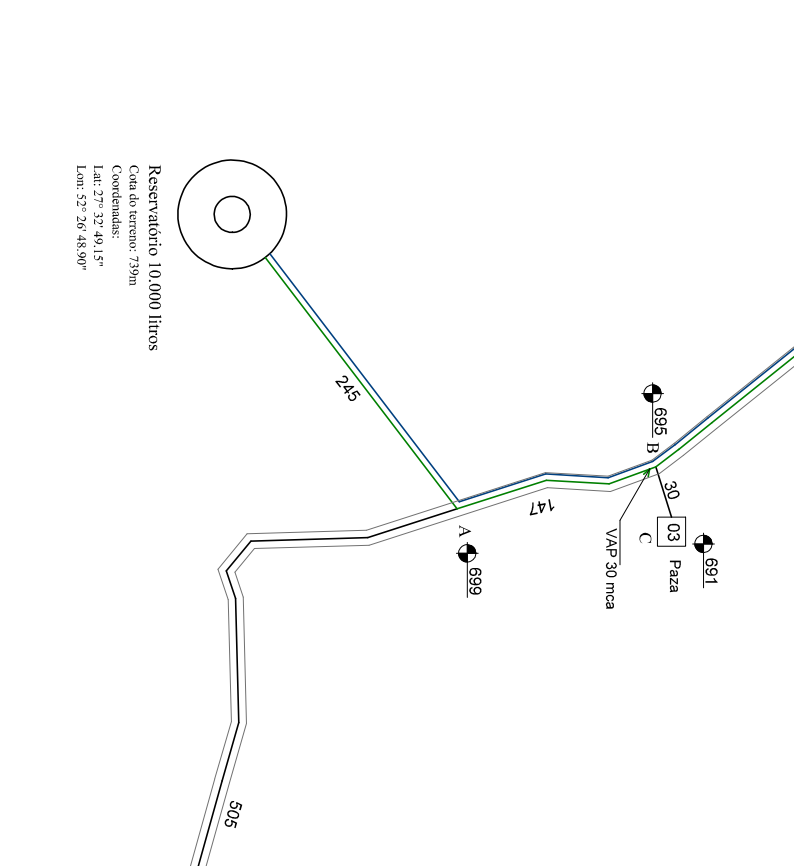 Reservatório 10.000 litros
Cota do terreno: 739m
Coordenadas:
Lat: 27° 32' 49.15"
Lon: 52° 26' 48.90"
245
695
B
30
03
C
Paza
691
VAP 30 mca
147
A
699
505